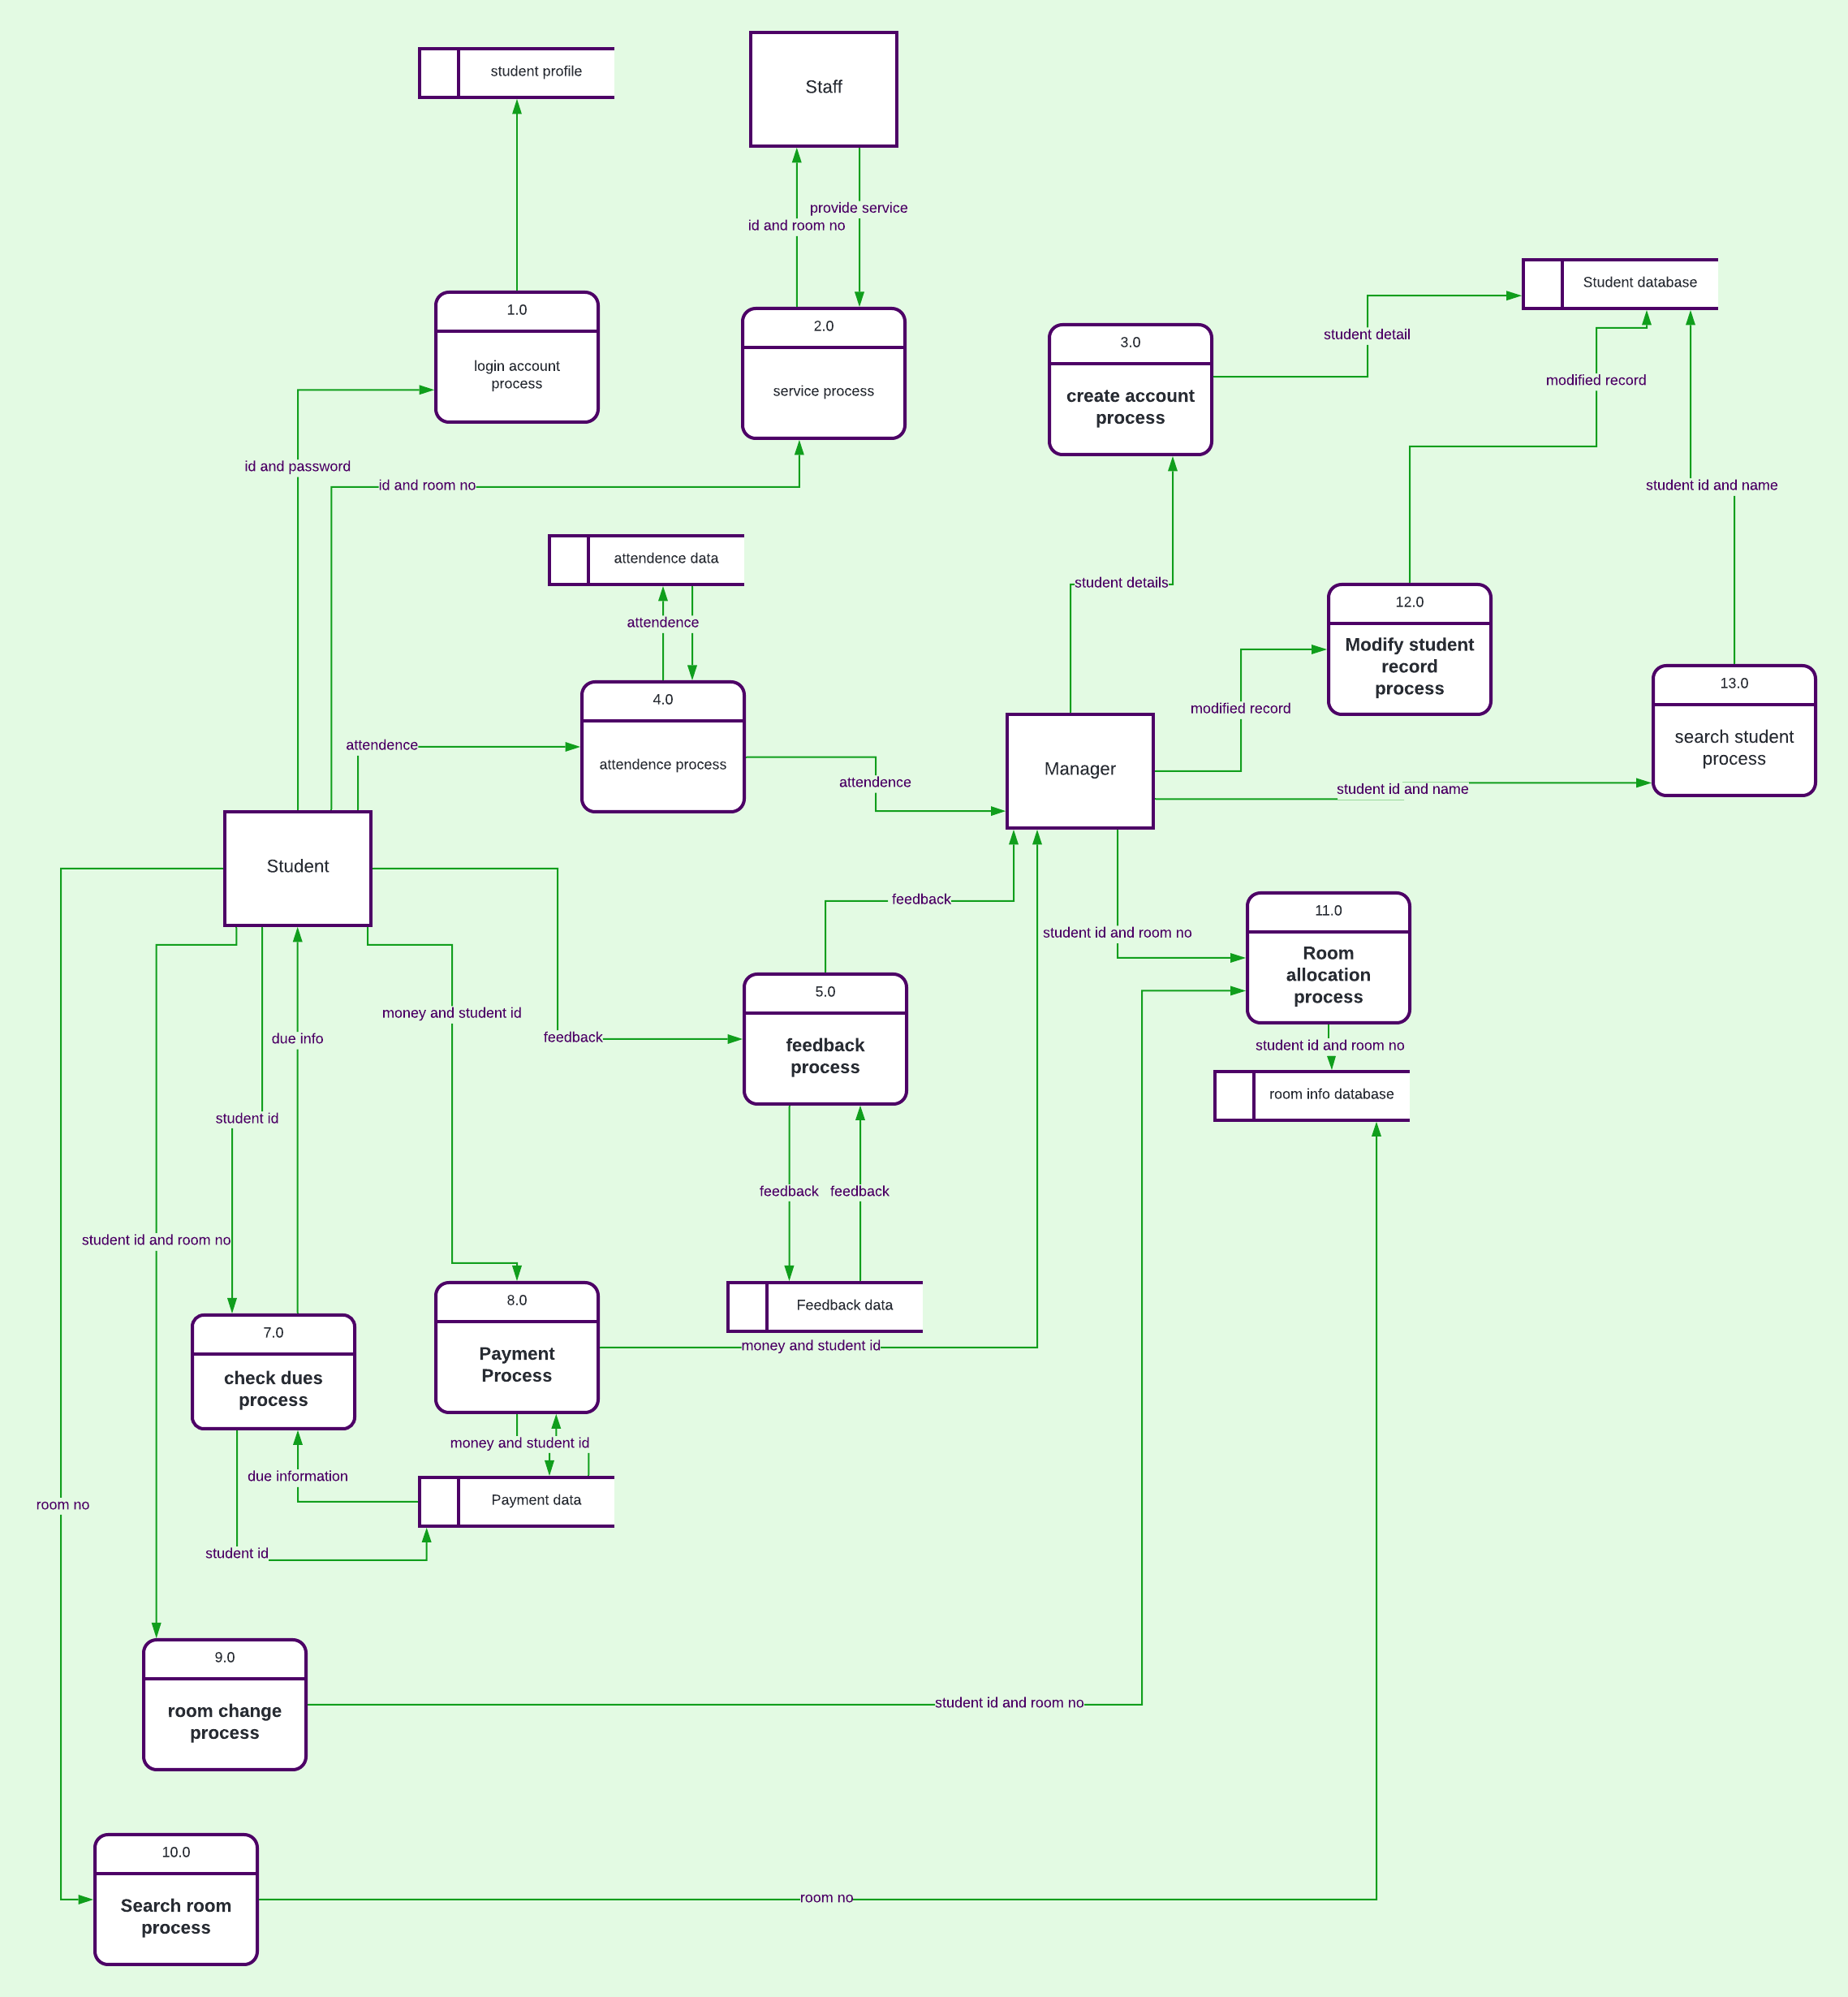 student profile
Staff
provide service
id and room no
Student database
1.0
login account
process
2.0
service process
3.0
create account
process
student detail
modified record
id and password
id and room no
student id and name
attendence data
attendence
student details
12.0
Modify student
record
process
4.0
attendence process
13.0
search student
process
modified record
attendence
attendence
Manager
student id and name
Student
feedback
student id and room no
11.0
Room
allocation
process
5.0
feedback
process
money and student id
due info
feedback
student id and room no
room info database
student id
feedback
feedback
student id and room no
8.0
Payment
Process
Feedback data
7.0
check dues
process
money and student id
money and student id
due information
Payment data
room no
student id
9.0
room change
process
student id and room no
10.0
Search room
process
room no